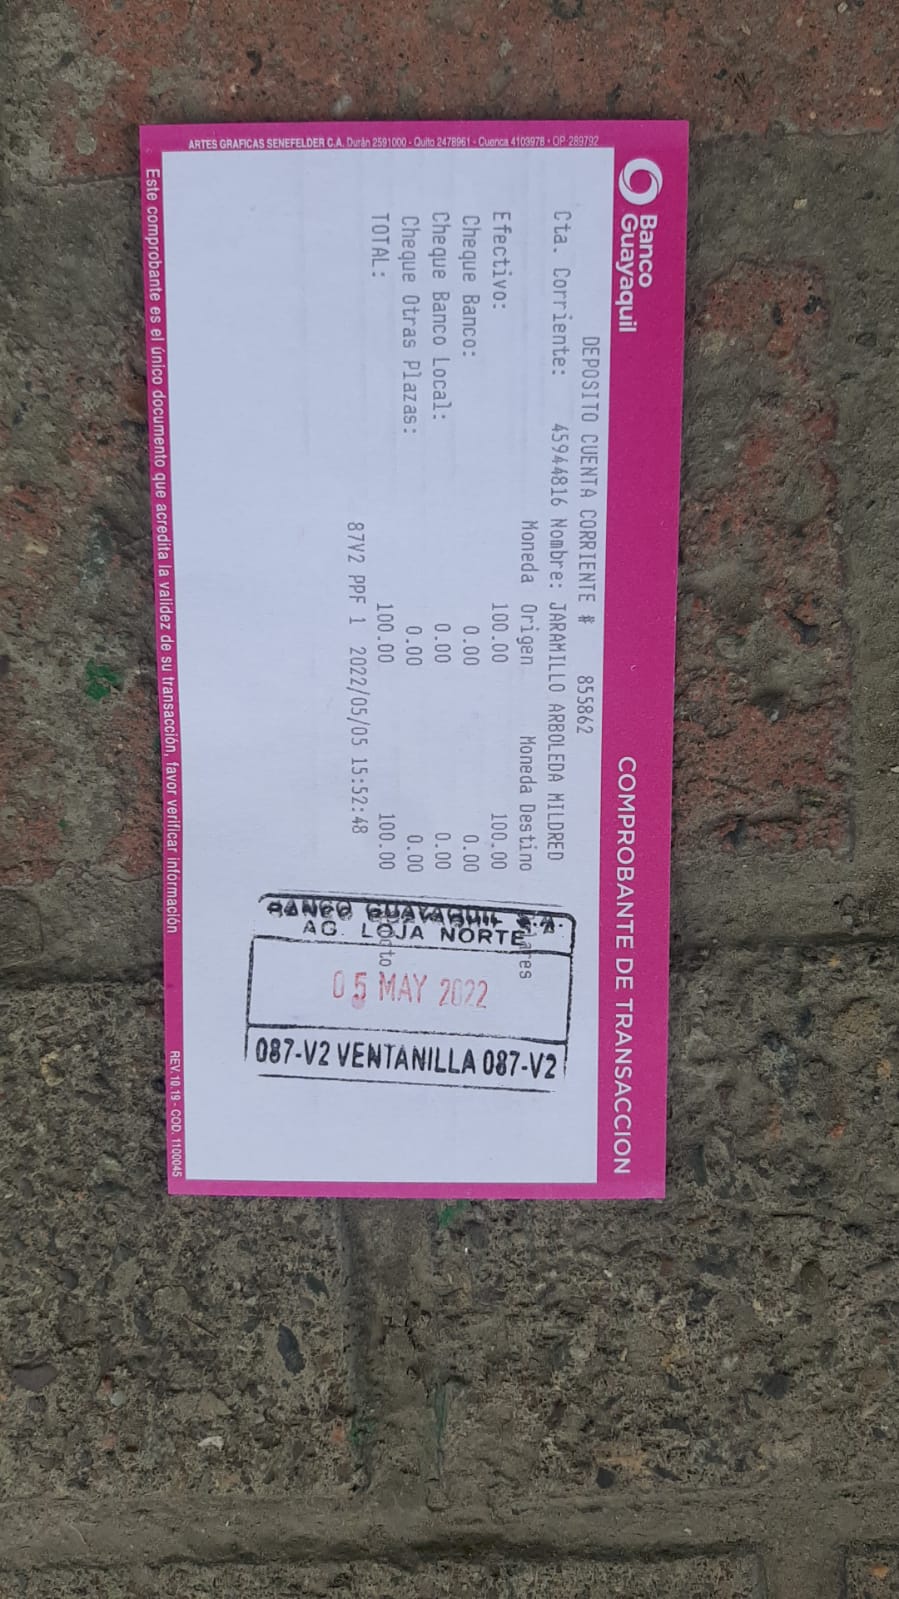 Banco
Guayaquil
COMPROBANTE DE TRANSACCION
DEPOSITO CUENTA CORRIENTE # 855862
Cta. Corriente: 45944816 Nombre: JARAMILLO ARBOLEDA MILDRED
Moneda Origen Moneda Destino
Efectivo: 100.00 100.00
Cheque Banco: 0.00 0.00
Cheque Banco Local: 0.00 0.00
Cheque Otras Plazas: 0.00 0.00
TOTAL: 100.00 100.00
87V2 PPF 1 2022/05/05 15:52:48
BANCO GUAYAQUIL S.A.
AG. LOJA NORTE
05 MAY 2022
087-V2 VENTANILLA 087-V2
ARTES GRAFICAS SENEFELDER C.A. Durán 2591000 - Quito 2478961 - Cuenca 4103978 - OP 289792
Este comprobante es el único documento que acredita la validez de su transacción, favor verificar información
REV. 10.19 - COD. 1100045